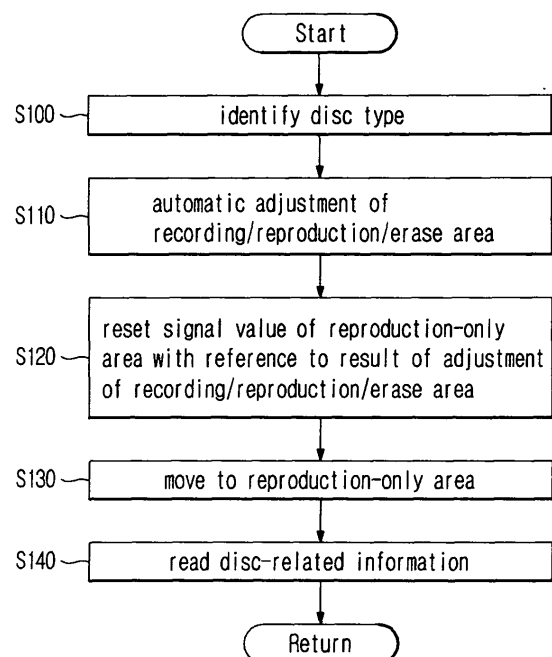 Start
S100
identify disc type
S110
automatic adjustment of
recording/reproduction/erase area
S120
reset signal value of reproduction-only
area with reference to result of adjustment
of recording/reproduction/erase area
S130
move to reproduction-only area
S140
read disc-related information
Return